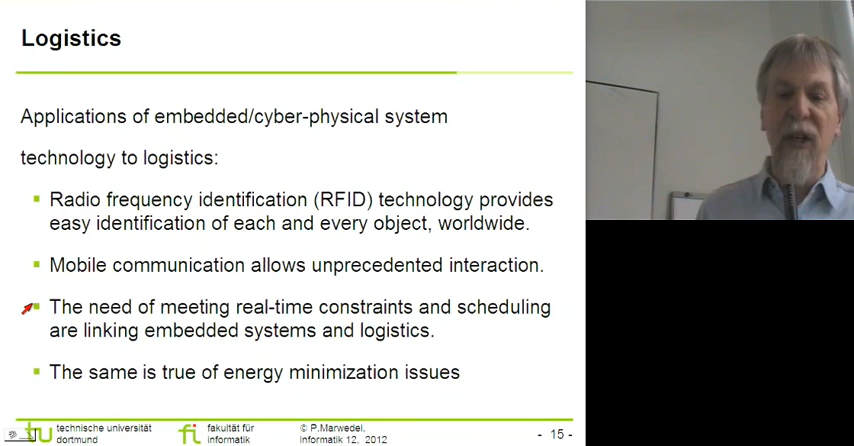 Logistics
Applications of embedded/cyber-physical system
technology to logistics:
Radio frequency identification (RFID) technology provides
easy identification of each and every object, worldwide.
Mobile communication allows unprecedented interaction.
The need of meeting real-time constraints and scheduling
are linking embedded systems and logistics.
The same is true of energy minimization issues
tu technische universität
dortmund
fi fakultät für
informatik
© P.Marwedel,
Informatik 12, 2012
- 15 -